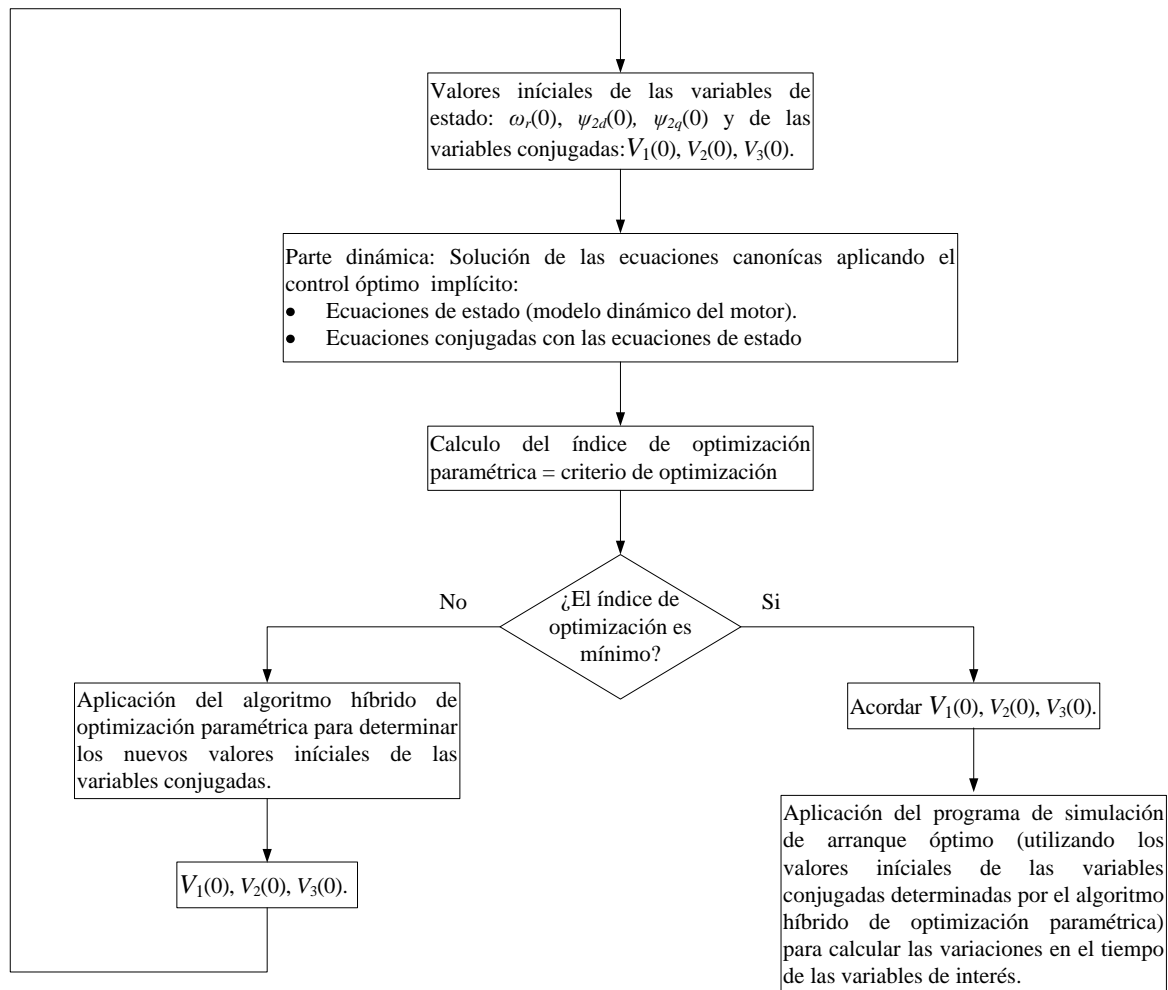 Valores iníciales de las variables de
estado: ωr(0), ψ2d(0), ψ2q(0) y de las
variables conjugadas:V1(0), V2(0), V3(0).
Parte dinámica: Solución de las ecuaciones canonícas aplicando el
control óptimo implícito:
● Ecuaciones de estado (modelo dinámico del motor).
● Ecuaciones conjugadas con las ecuaciones de estado
Calculo del índice de optimización
paramétrica = criterio de optimización
¿El índice de
optimización es
mínimo?
No
Si
Aplicación del algoritmo híbrido de
optimización paramétrica para determinar
los nuevos valores iníciales de las
variables conjugadas.
V1(0), V2(0), V3(0).
Acordar V1(0), V2(0), V3(0).
Aplicación del programa de simulación
de arranque óptimo (utilizando los
valores iníciales de las variables
conjugadas determinadas por el algoritmo
híbrido de optimización paramétrica)
para calcular las variaciones en el tiempo
de las variables de interés.